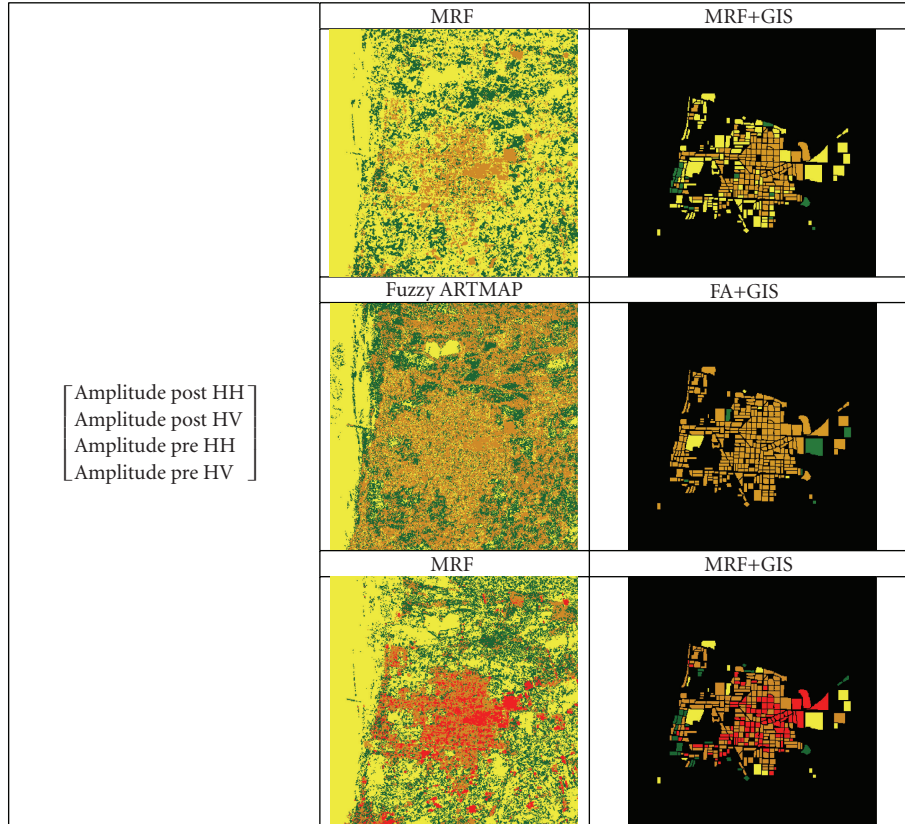 MRF
MRF+GIS
Fuzzy ARTMAP
FA+GIS
Amplitude post HH
Amplitude post HV
Amplitude pre HH
Amplitude pre HV
MRF
MRF+GIS